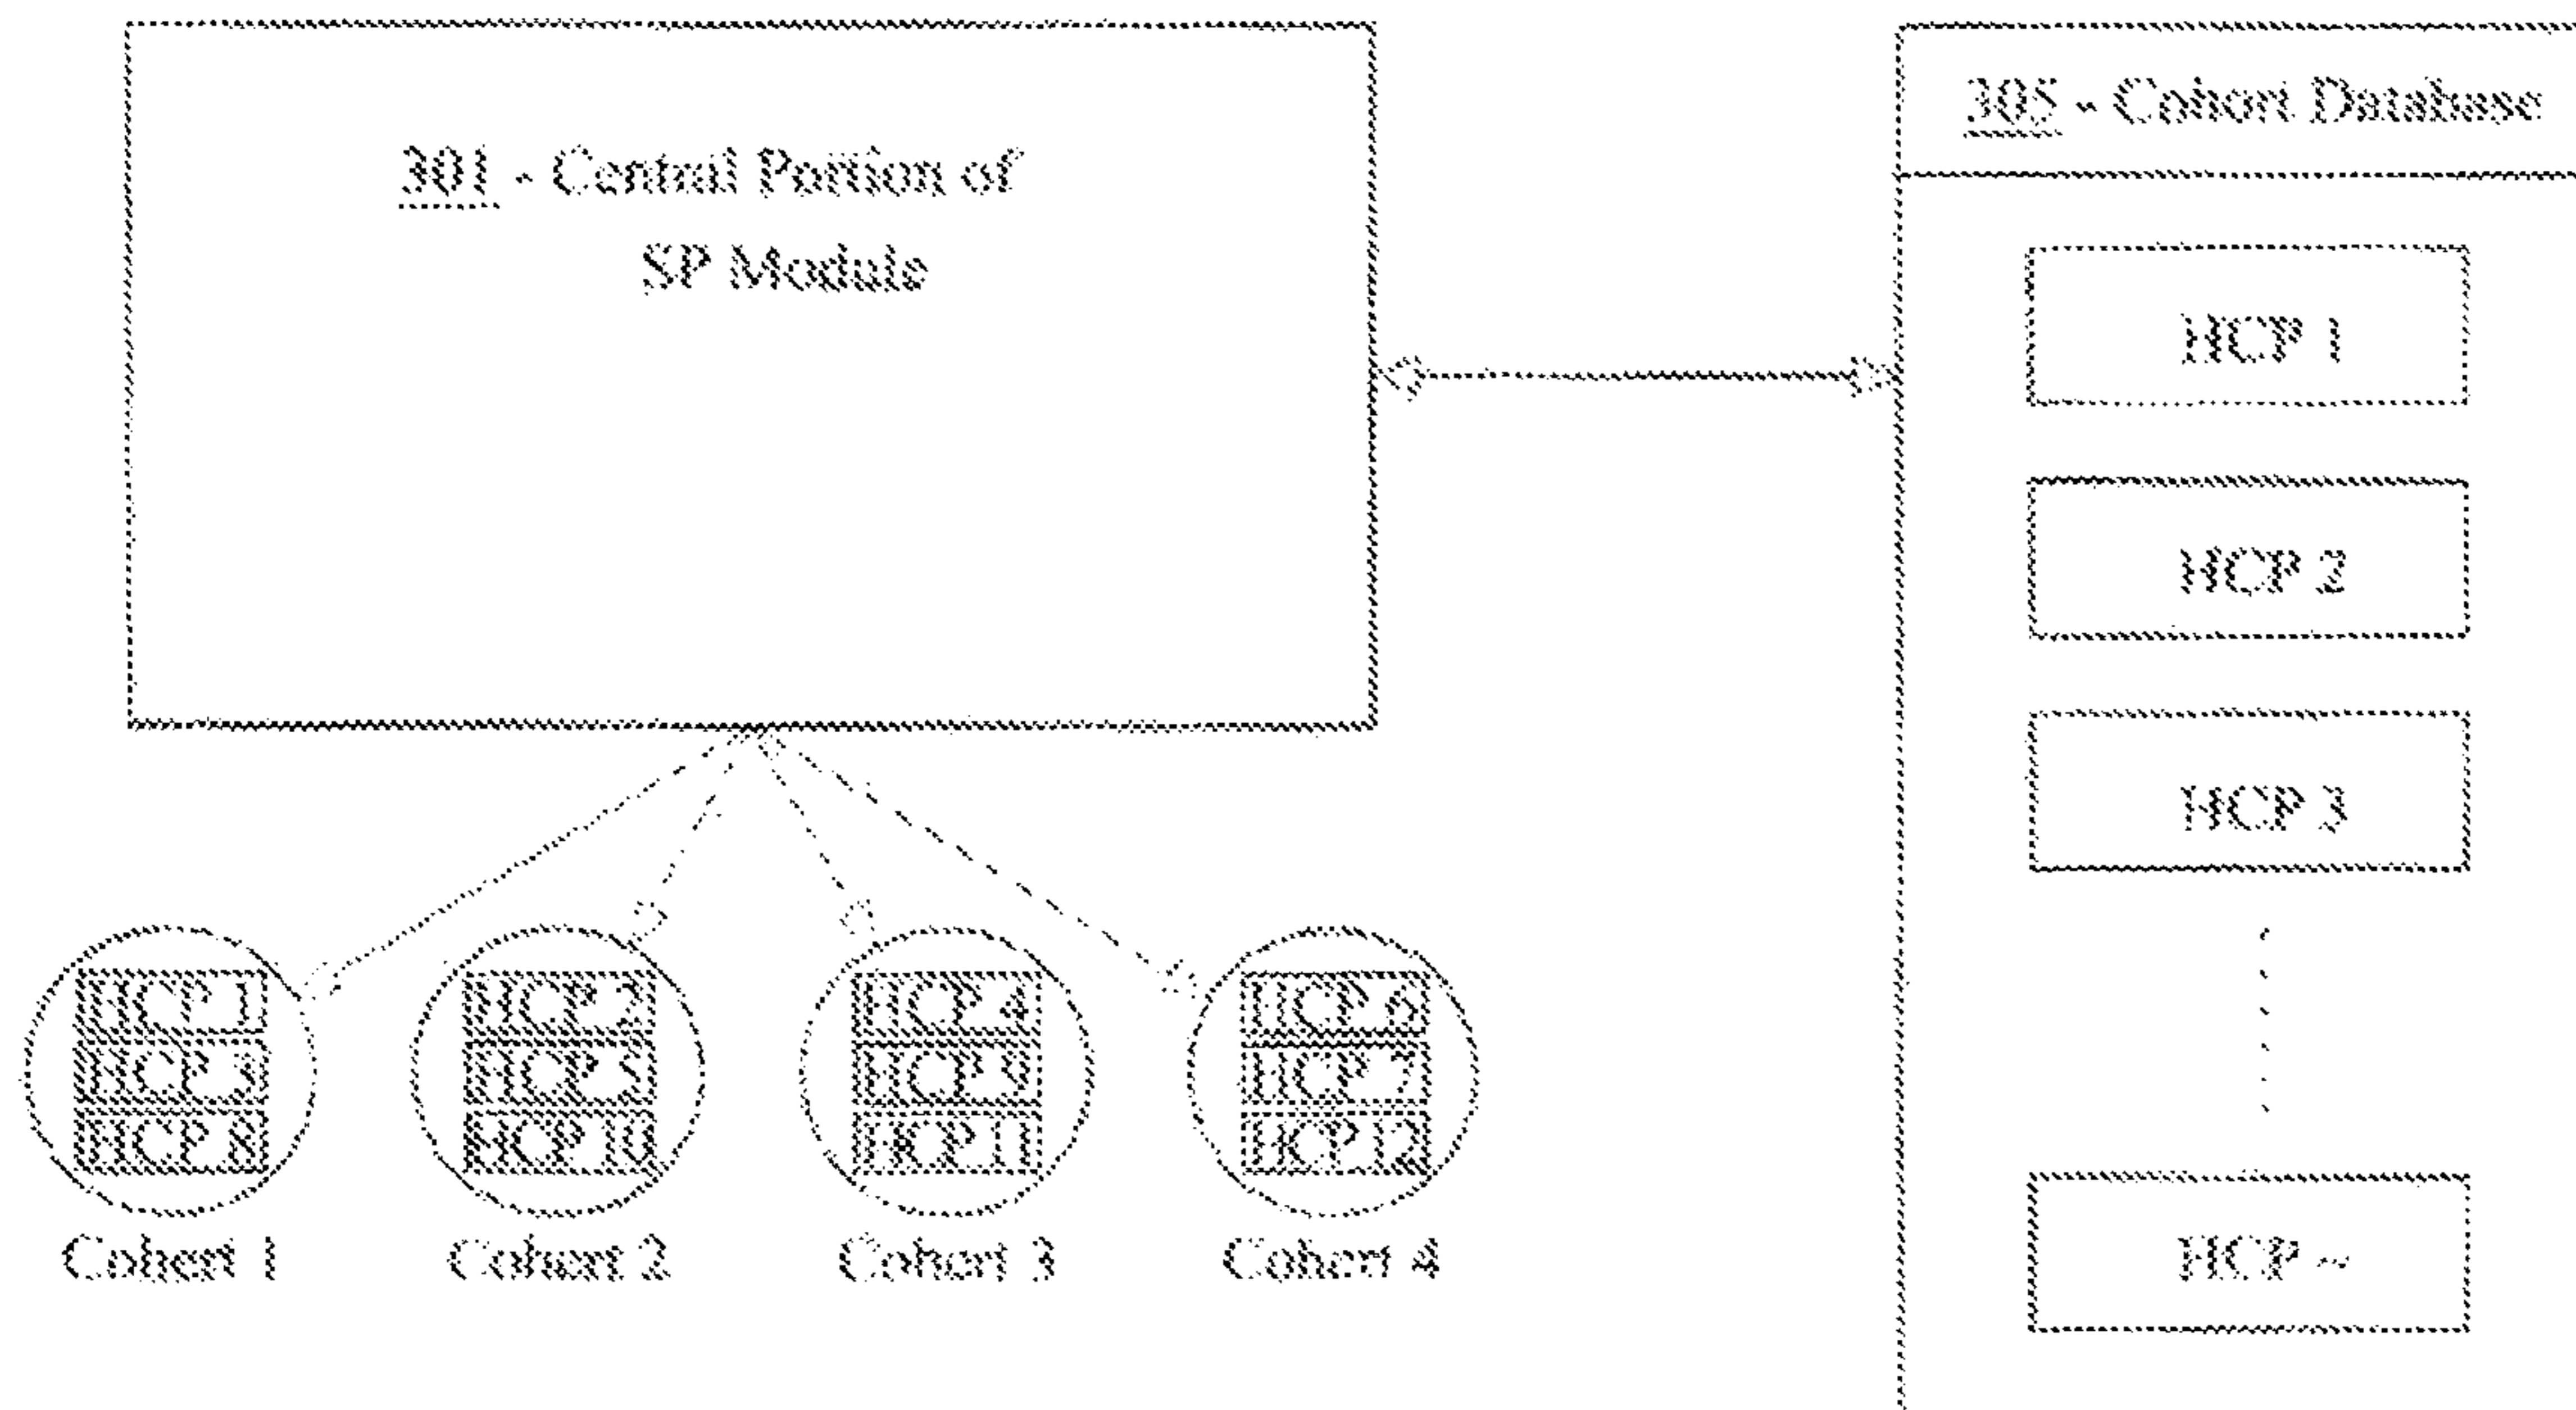 301 - Central Portion of
SP Module
305 - Cohort Database
HCP 1
HCP 2
HCP 3
HCP ~
HCP 1
HCP 3
HCP 8
Cohort 1
HCP 2
HCP 5
HCP 10
Cohort 2
HCP 4
HCP 9
HCP 11
Cohort 3
HCP 6
HCP 7
HCP 12
Cohort 4